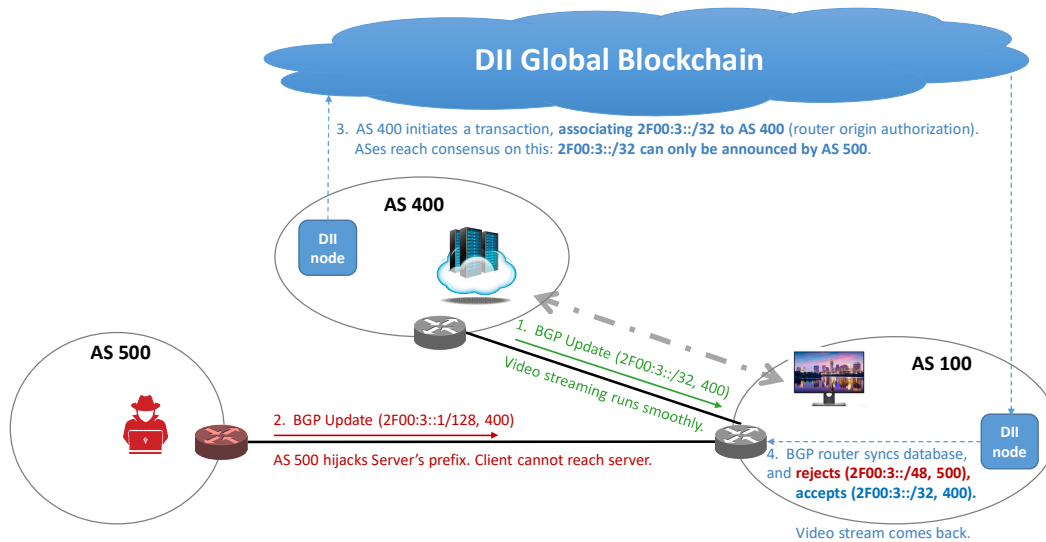 DII Global Blockchain
3. AS 400 initiates a transaction, associating 2F00:3::/32 to AS 400 (router origin authorization).
ASes reach consensus on this: 2F00:3::/32 can only be announced by AS 500.
AS 400
DII
node
1. BGP Update (2F00:3::/32, 400)
Video streaming runs smoothly.
AS 500
AS 100
2. BGP Update (2F00:3::1/128, 400)
AS 500 hijacks Server's prefix. Client cannot reach server.
DII
node
4. BGP router syncs database,
and rejects (2F00:3::/48, 500),
accepts (2F00:3::/32, 400).
Video stream comes back.